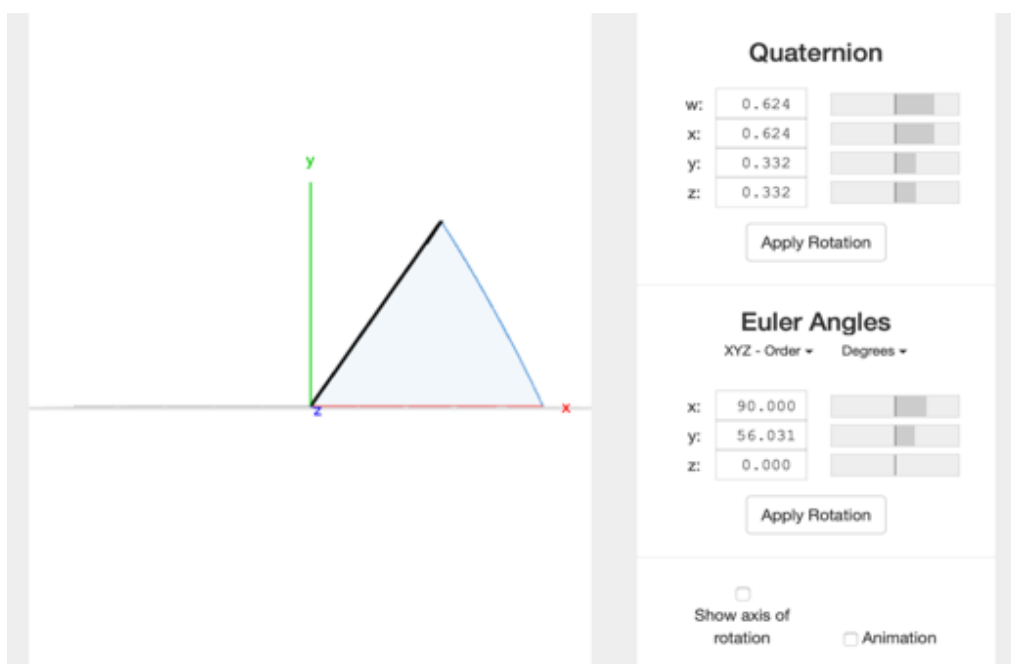 y
z
x
Quaternion
w: 0.624
x: 0.624
y: 0.332
z: 0.332
Apply Rotation
Euler Angles
XYZ - Order Degrees
x: 90.000
y: 56.031
z: 0.000
Apply Rotation
Show axis of
rotation
Animation